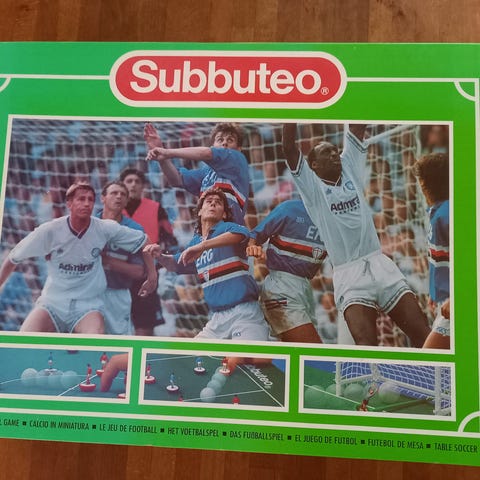 Subbuteo®
ERG
ERG
Admiral
Admiral
GAME ■ CALCIO IN MINIATURA ■ LE JEU DE FOOTBALL ■ HET VOETBALSPEL ■ DAS FUßBALLSPIEL ■ EL JUEGO DE FUTBOL ■ FUTEBOL DE MESA ■ TABLE SOCCER